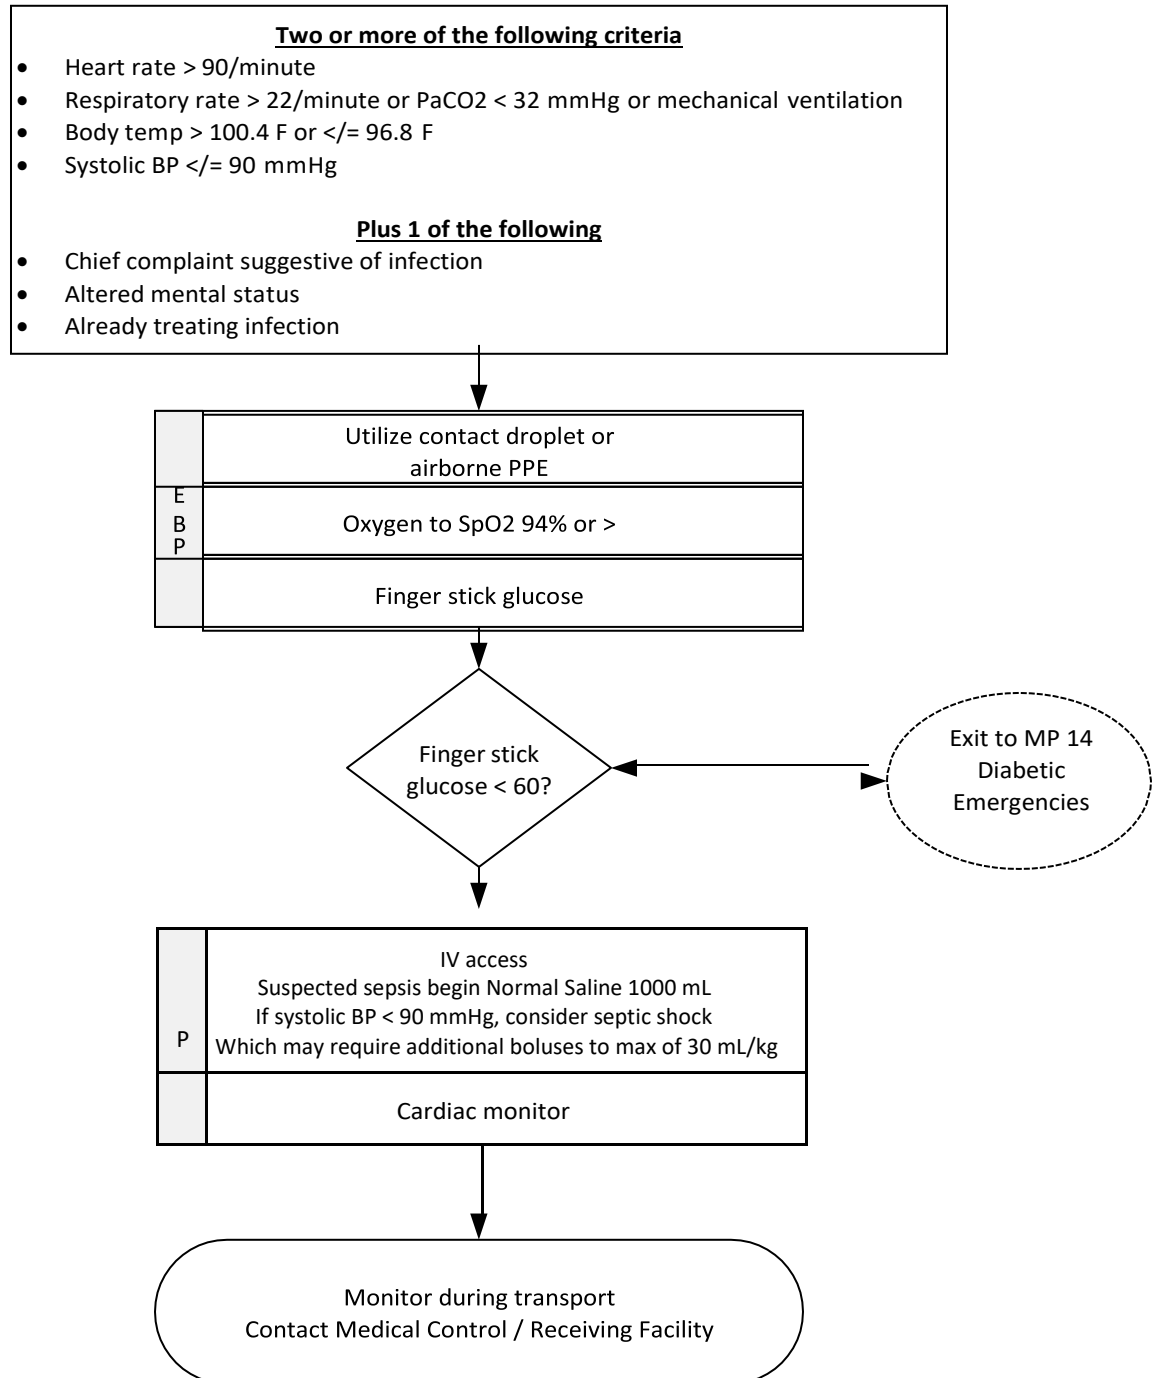 Two or more of the following criteria
• Heart rate > 90/minute
• Respiratory rate > 22/minute or PaCO2 < 32 mmHg or mechanical ventilation
• Body temp > 100.4 F or </= 96.8 F
• Systolic BP </= 90 mmHg
Plus 1 of the following
• Chief complaint suggestive of infection
• Altered mental status
• Already treating infection
Utilize contact droplet or
airborne PPE
E
B
P
Oxygen to SpO2 94% or >
Finger stick glucose
Finger stick
glucose < 60?
Exit to MP 14
Diabetic
Emergencies
IV access
Suspected sepsis begin Normal Saline 1000 mL
If systolic BP < 90 mmHg, consider septic shock
P
Which may require additional boluses to max of 30 mL/kg
Cardiac monitor
Monitor during transport
Contact Medical Control / Receiving Facility